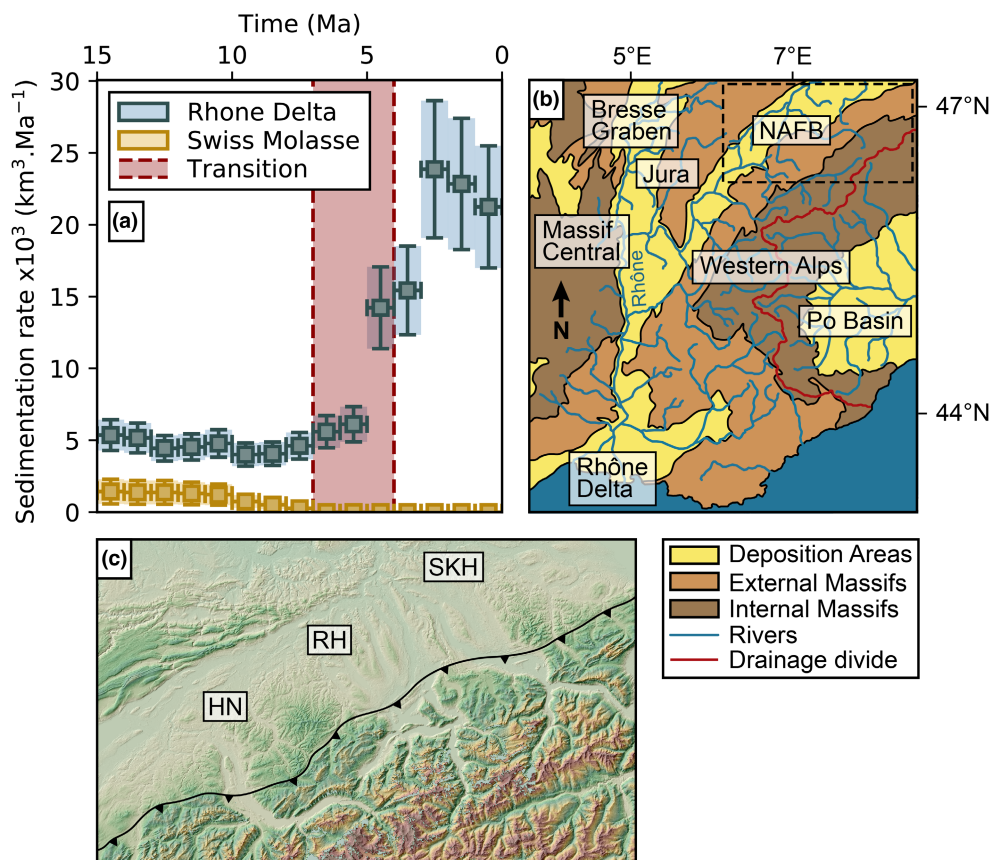 Time (Ma)
15 10 5 0
Sedimentation rate x10³ (km³.Ma⁻¹)
30
25
20
15
10
5
0
Rhone Delta
Swiss Molasse
Transition
(a)
5°E 7°E
47°N
44°N
(b)
Bresse
Graben
NAFB
Jura
Massif
Central
Rhône
Western Alps
N
Po Basin
Rhône
Delta
(c)
SKH
RH
HN
Deposition Areas
External Massifs
Internal Massifs
Rivers
Drainage divide